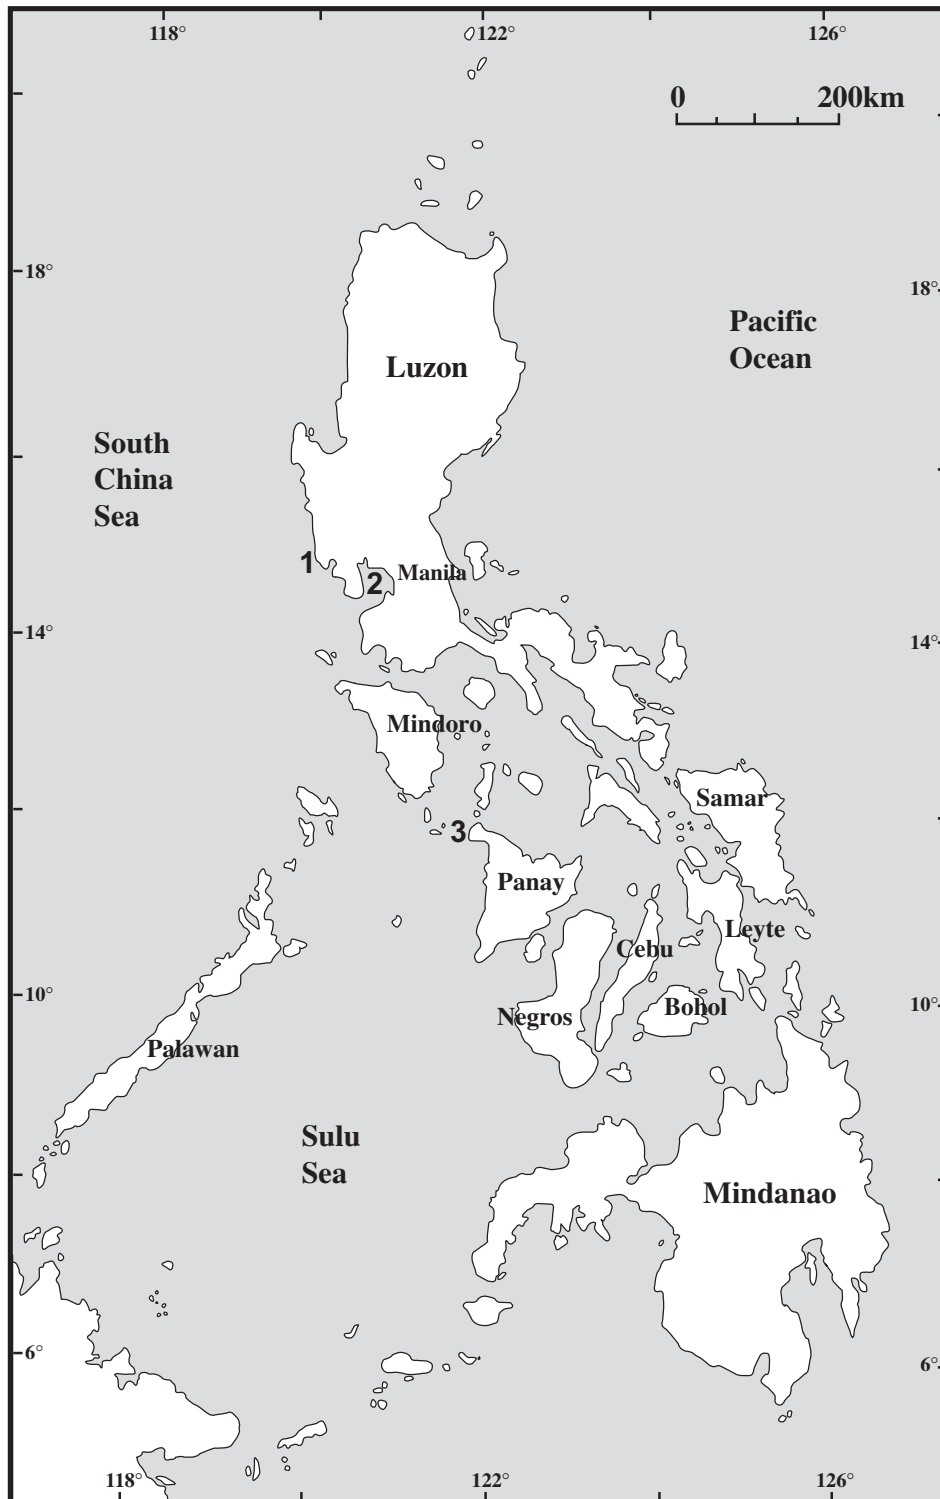 118°
122°
126°
0
200km
18°
18°
Pacific
Ocean
Luzon
South
China
Sea
1
2
Manila
14°
14°
Mindoro
Samar
3
Panay
Leyte
Cebu
10°
10°
Negros
Bohol
Palawan
Sulu
Sea
Mindanao
6°
6°
118°
122°
126°